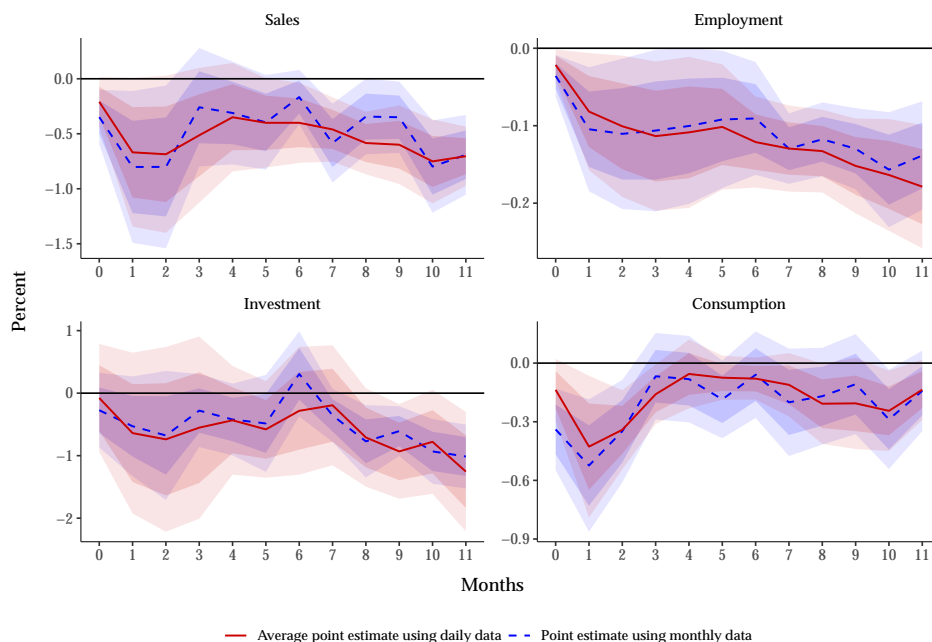 Sales
Employment
0.0
−0.5
−1.0
−1.5
0 1 2 3 4 5 6 7 8 9 10 11
0.0
−0.1
−0.2
0 1 2 3 4 5 6 7 8 9 10 11
Percent
Investment
Consumption
1
0
−1
−2
0 1 2 3 4 5 6 7 8 9 10 11
0.0
−0.3
−0.6
−0.9
0 1 2 3 4 5 6 7 8 9 10 11
Months
Average point estimate using daily data Point estimate using monthly data